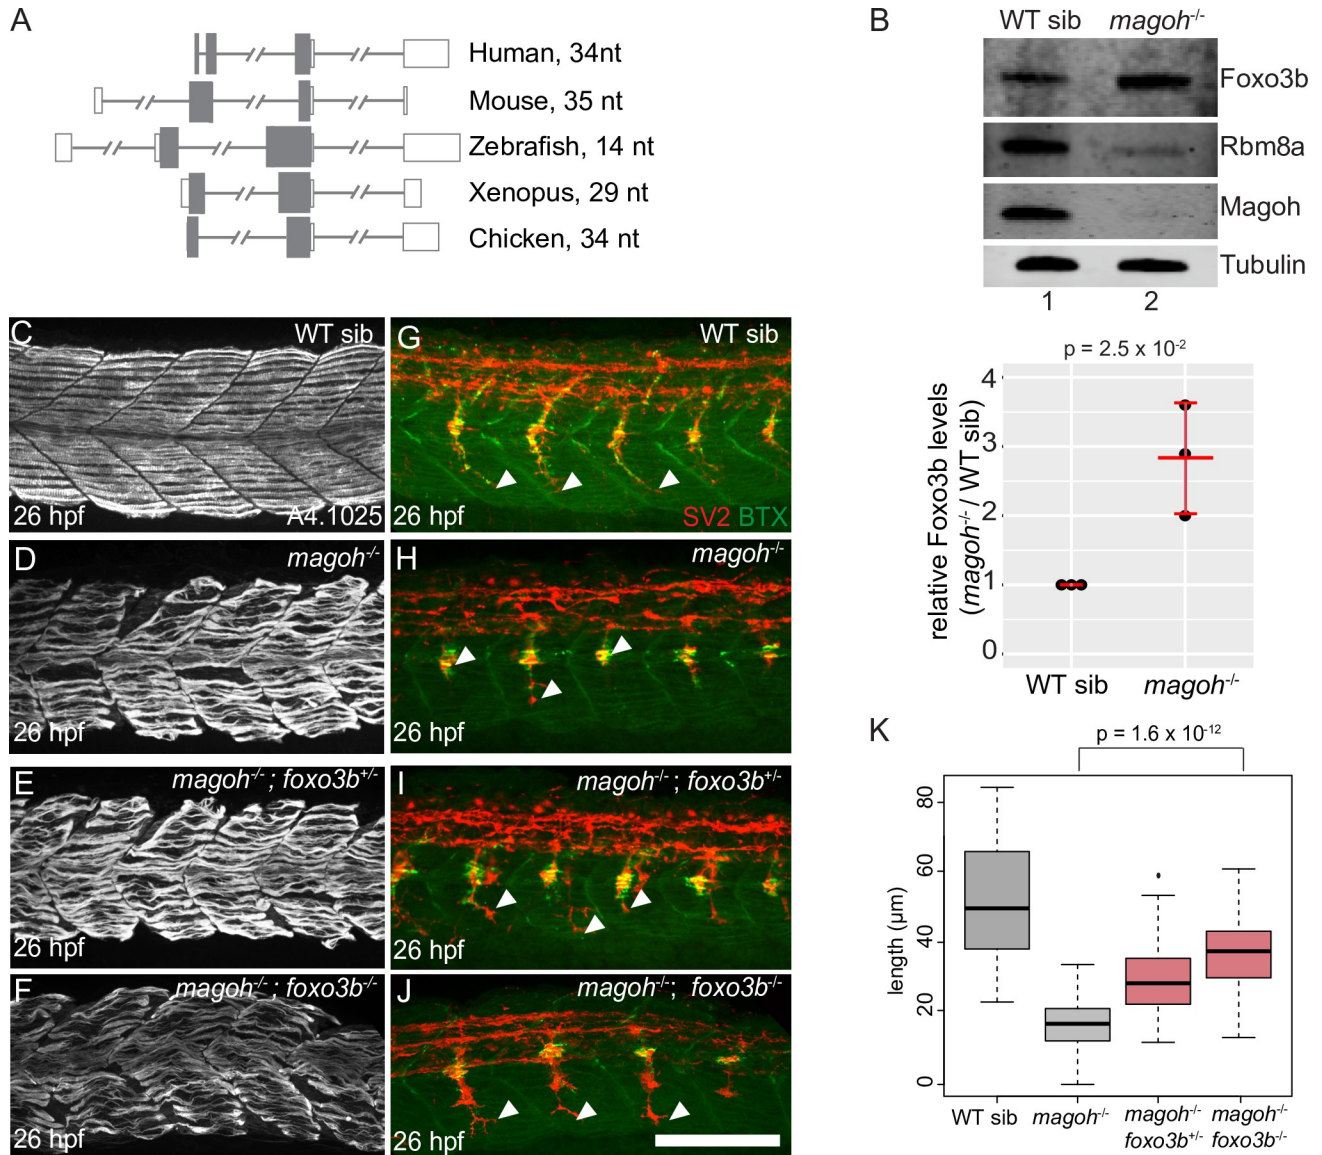 A
Human, 34nt
Mouse, 35 nt
Zebrafish, 14 nt
Xenopus, 29 nt
Chicken, 34 nt
B
WT sib magoh-/-
Foxo3b
Rbm8a
Magoh
Tubulin
1 2
p = 2.5 x 10-2
relative Foxo3b levels
(magoh-/- / WT sib)
4
3
2
1
0
WT sib magoh-/-
C WT sib
26 hpf A4.1025
D magoh-/-
26 hpf
E magoh-/- ; foxo3b+/-
26 hpf
F magoh-/- ; foxo3b-/-
26 hpf
G WT sib
26 hpf SV2 BTX
H magoh-/-
26 hpf
I magoh-/- ; foxo3b+/-
26 hpf
J magoh-/-; foxo3b-/-
26 hpf
K
p = 1.6 x 10-12
length (µm)
80
60
40
20
0
WT sib
magoh-/-
magoh-/-
foxo3b+/-
magoh-/-
foxo3b-/-